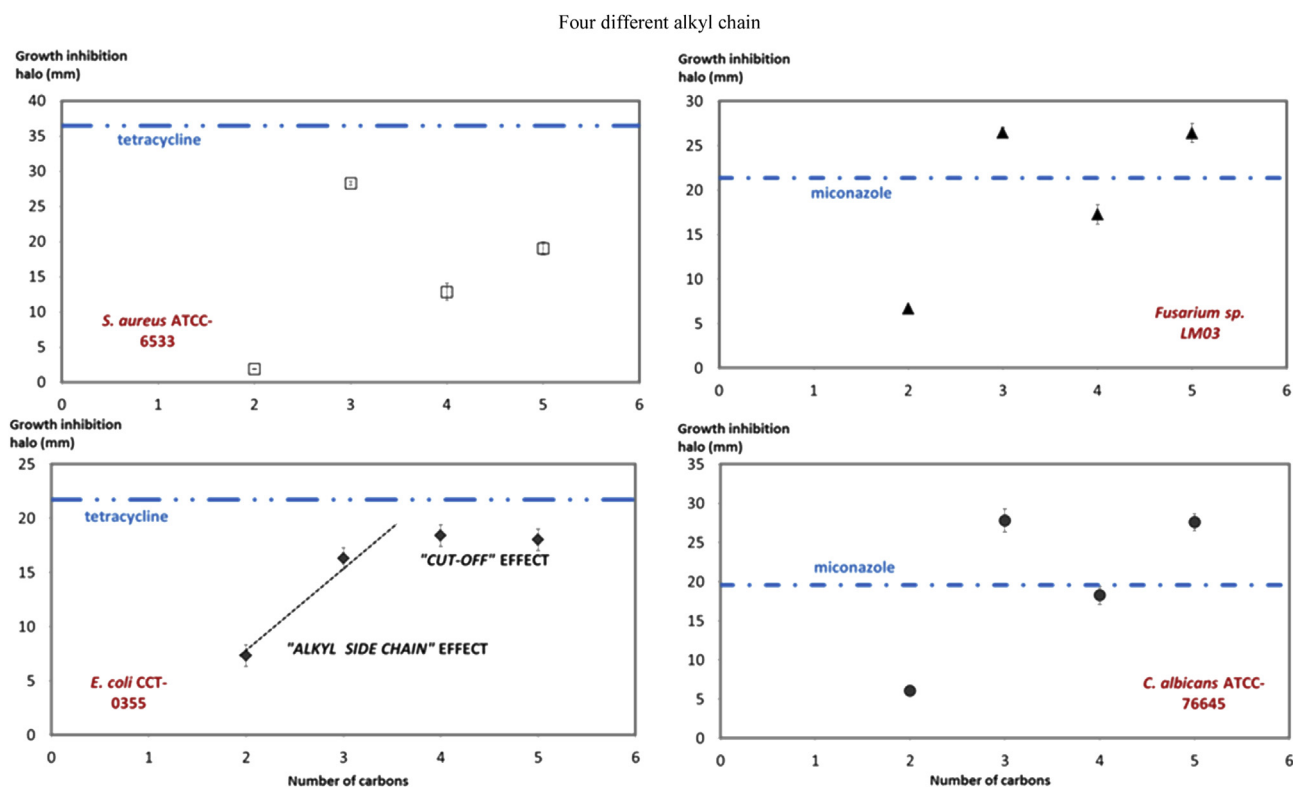 Four different alkyl chain
Growth inhibition
halo (mm)
40
35
30
25
20
15
10
5
0
tetracycline
S. aureus ATCC-
6533
0 1 2 3 4 5 6
Growth inhibition
halo (mm)
30
25
20
15
10
5
0
miconazole
Fusarium sp.
LM03
0 1 2 3 4 5 6
Growth inhibition
halo (mm)
25
20
15
10
5
0
tetracycline
"CUT-OFF" EFFECT
"ALKYL SIDE CHAIN" EFFECT
E. coli CCT-
0355
0 1 2 3 4 5 6
Number of carbons
Growth inhibition
halo (mm)
35
30
25
20
15
10
5
0
miconazole
C. albicans ATCC-
76645
0 1 2 3 4 5 6
Number of carbons